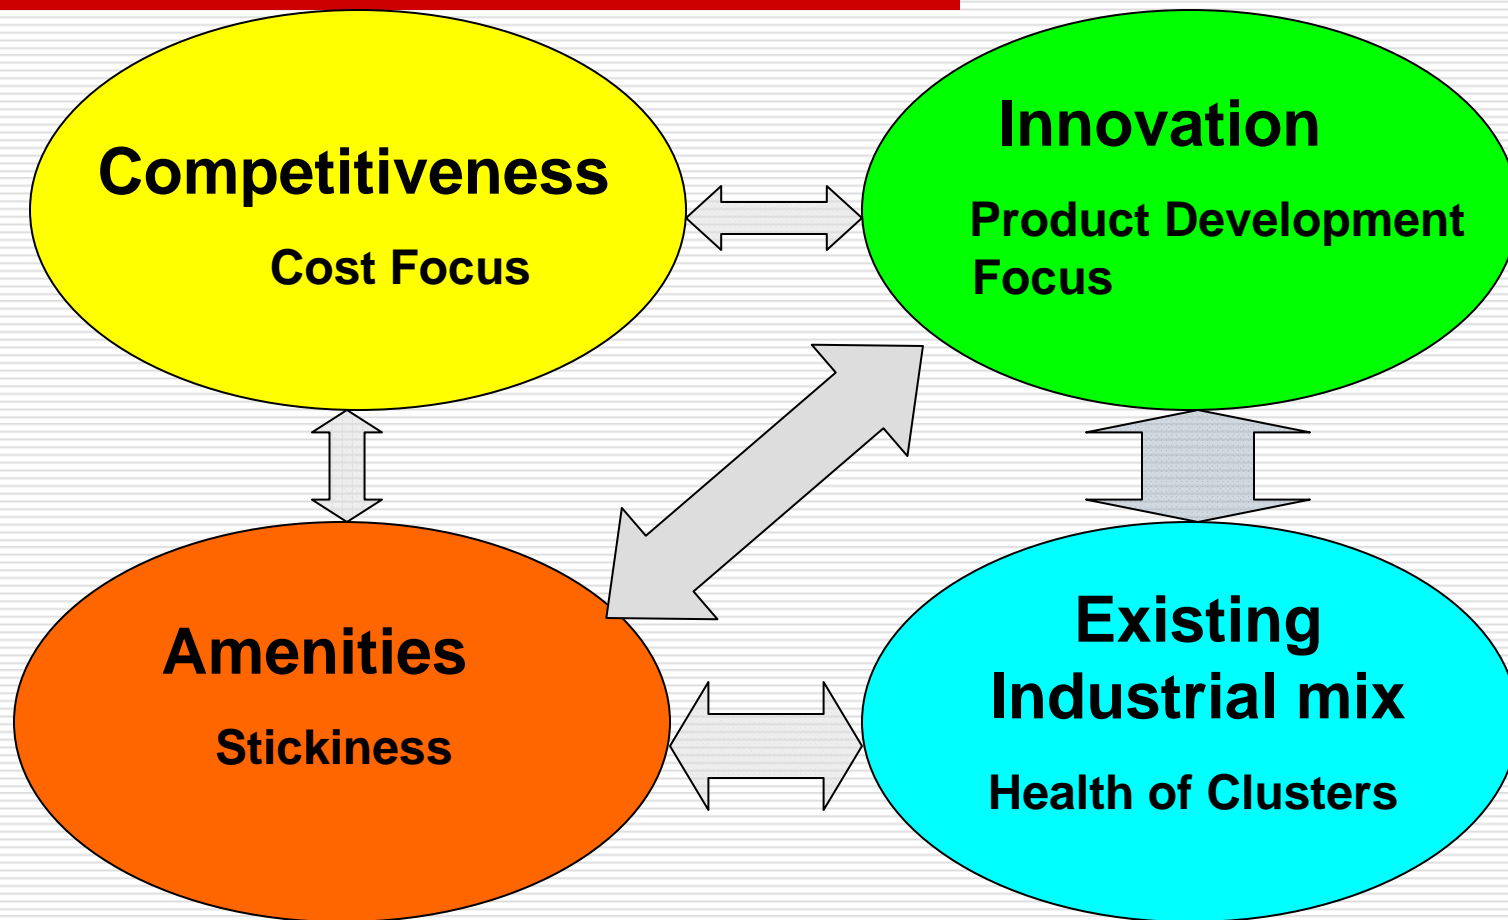 Competitiveness
Cost Focus
Innovation
Product Development
Focus
Amenities
Stickiness
Existing
Industrial mix
Health of Clusters